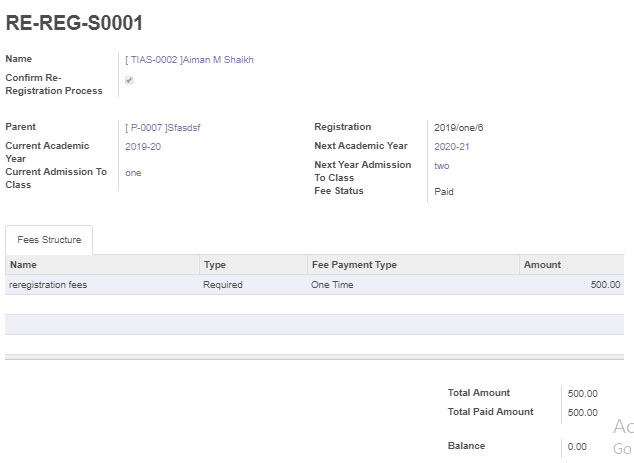 RE-REG-S0001
Name [ TIAS-0002 ]Aiman M Shaikh
Confirm Re-
Registration Process
Parent [ P-0007 ]Sfasdsf
Current Academic
Year 2019-20
Current Admission To
Class one
Registration 2019/one/6
Next Academic Year 2020-21
Next Year Admission
To Class two
Fee Status Paid
Fees Structure
Name Type Fee Payment Type Amount
reregistration fees Required One Time 500.00
Total Amount 500.00
Total Paid Amount 500.00
Balance 0.00
Ac
Go